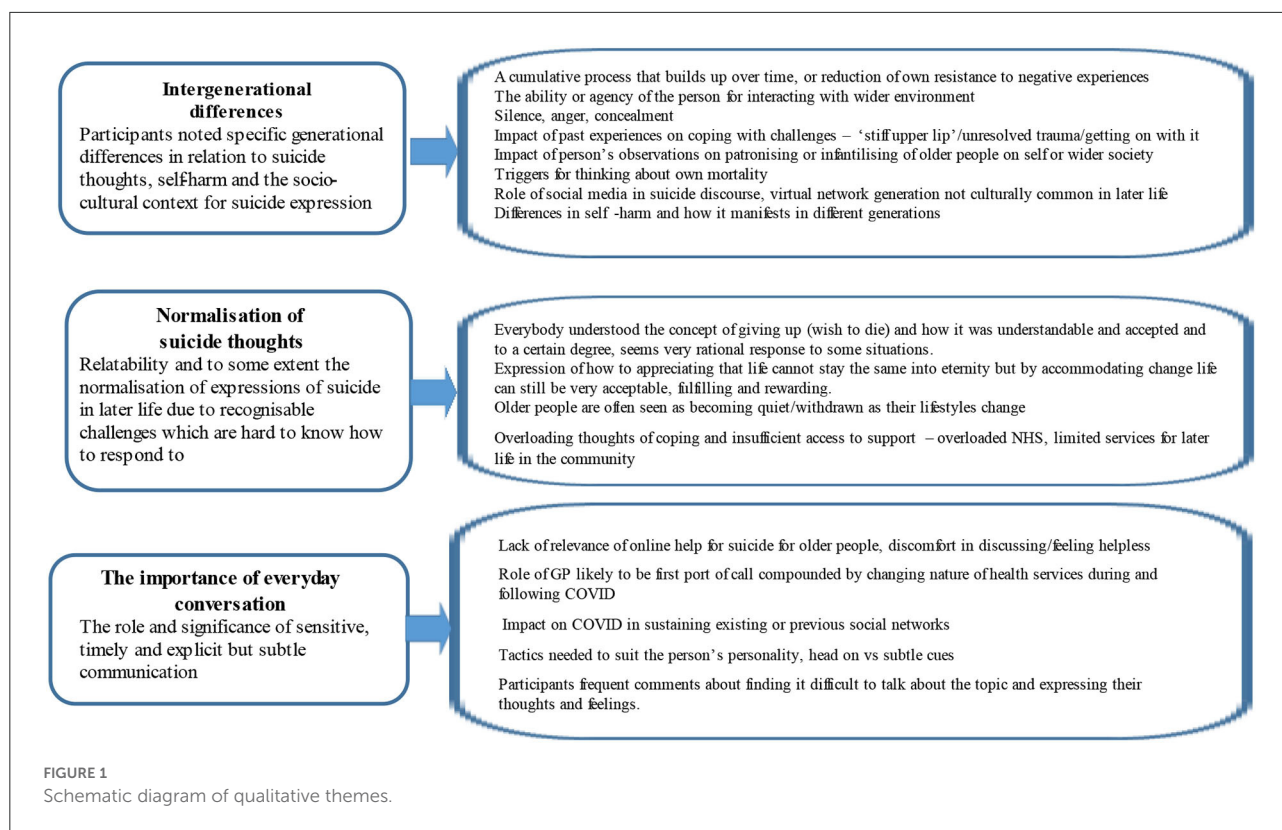 Intergenerational
differences
Participants noted specific generational
differences in relation to suicide
thoughts, self-harm and the socio-
cultural context for suicide expression
A cumulative process that builds up over time, or reduction of own resistance to negative experiences
The ability or agency of the person for interacting with wider environment
Silence, anger, concealment
Impact of past experiences on coping with challenges – ‘stiff upper lip’/unresolved trauma/getting on with it
Impact of person’s observations on patronising or infantilising of older people on self or wider society
Triggers for thinking about own mortality
Role of social media in suicide discourse, virtual network generation not culturally common in later life
Differences in self -harm and how it manifests in different generations
Normalisation of
suicide thoughts
Relatability and to some extent the
normalisation of expressions of suicide
in later life due to recognisable
challenges which are hard to know how
to respond to
Everybody understood the concept of giving up (wish to die) and how it was understandable and accepted and
to a certain degree, seems very rational response to some situations.
Expression of how to appreciating that life cannot stay the same into eternity but by accommodating change life
can still be very acceptable, fulfilling and rewarding.
Older people are often seen as becoming quiet/withdrawn as their lifestyles change
Overloading thoughts of coping and insufficient access to support – overloaded NHS, limited services for later
life in the community
The importance of everyday
conversation
The role and significance of sensitive,
timely and explicit but subtle
communication
Lack of relevance of online help for suicide for older people, discomfort in discussing/feeling helpless
Role of GP likely to be first port of call compounded by changing nature of health services during and
following COVID
Impact on COVID in sustaining existing or previous social networks
Tactics needed to suit the person’s personality, head on vs subtle cues
Participants frequent comments about finding it difficult to talk about the topic and expressing their
thoughts and feelings.
FIGURE 1
Schematic diagram of qualitative themes.